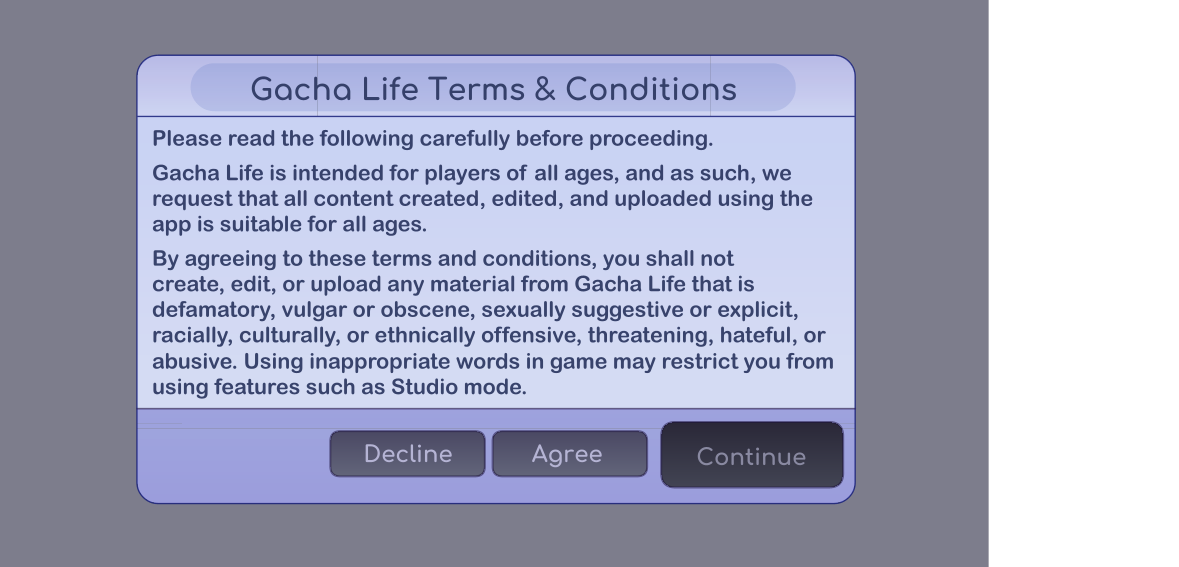 Gacha Life Terms & Conditions
Please read the following carefully before proceeding.
Gacha Life is intended for players of all ages, and as such, we
request that all content created, edited, and uploaded using the
app is suitable for all ages.
By agreeing to these terms and conditions, you shall not
create, edit, or upload any material from Gacha Life that is
defamatory, vulgar or obscene, sexually suggestive or explicit,
racially, culturally, or ethnically offensive, threatening, hateful, or
abusive. Using inappropriate words in game may restrict you from
using features such as Studio mode.
Decline Agree Continue